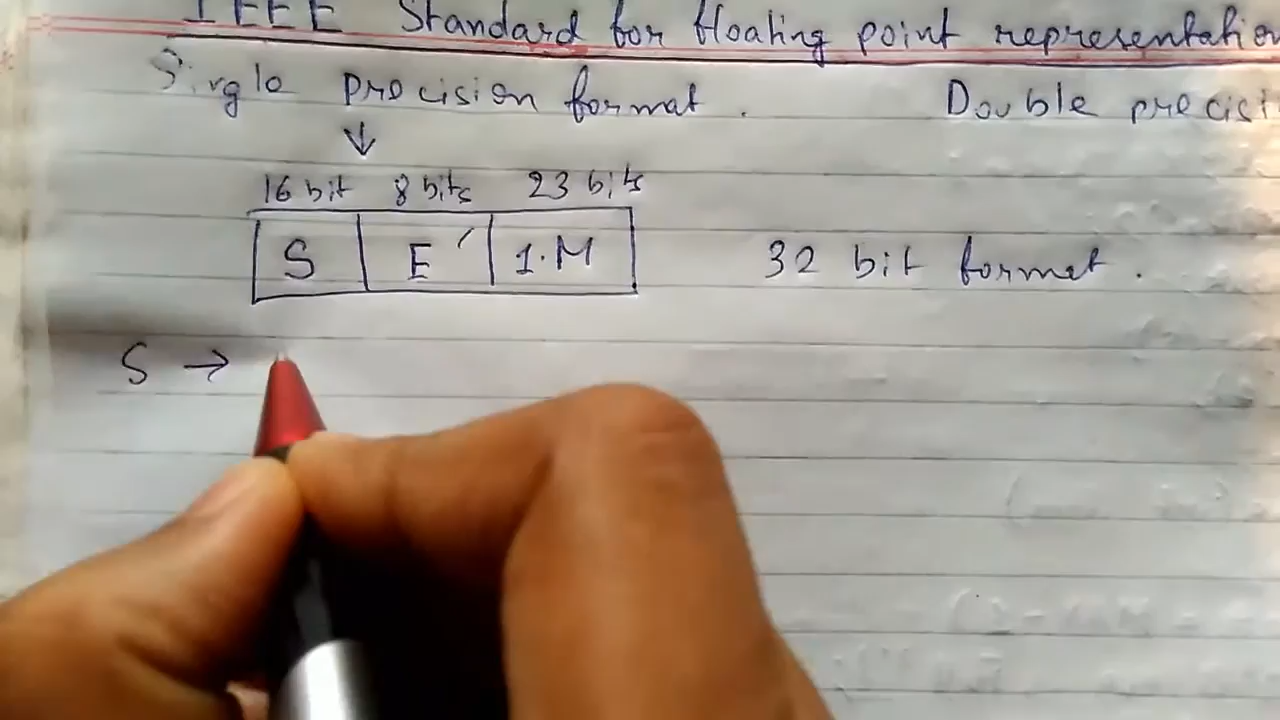 IEEE Standard for floating point representation
Single precision format. Double precisi
↓
16 bit 8 bits 23 bits
S E′ 1.M 32 bit format.
S →